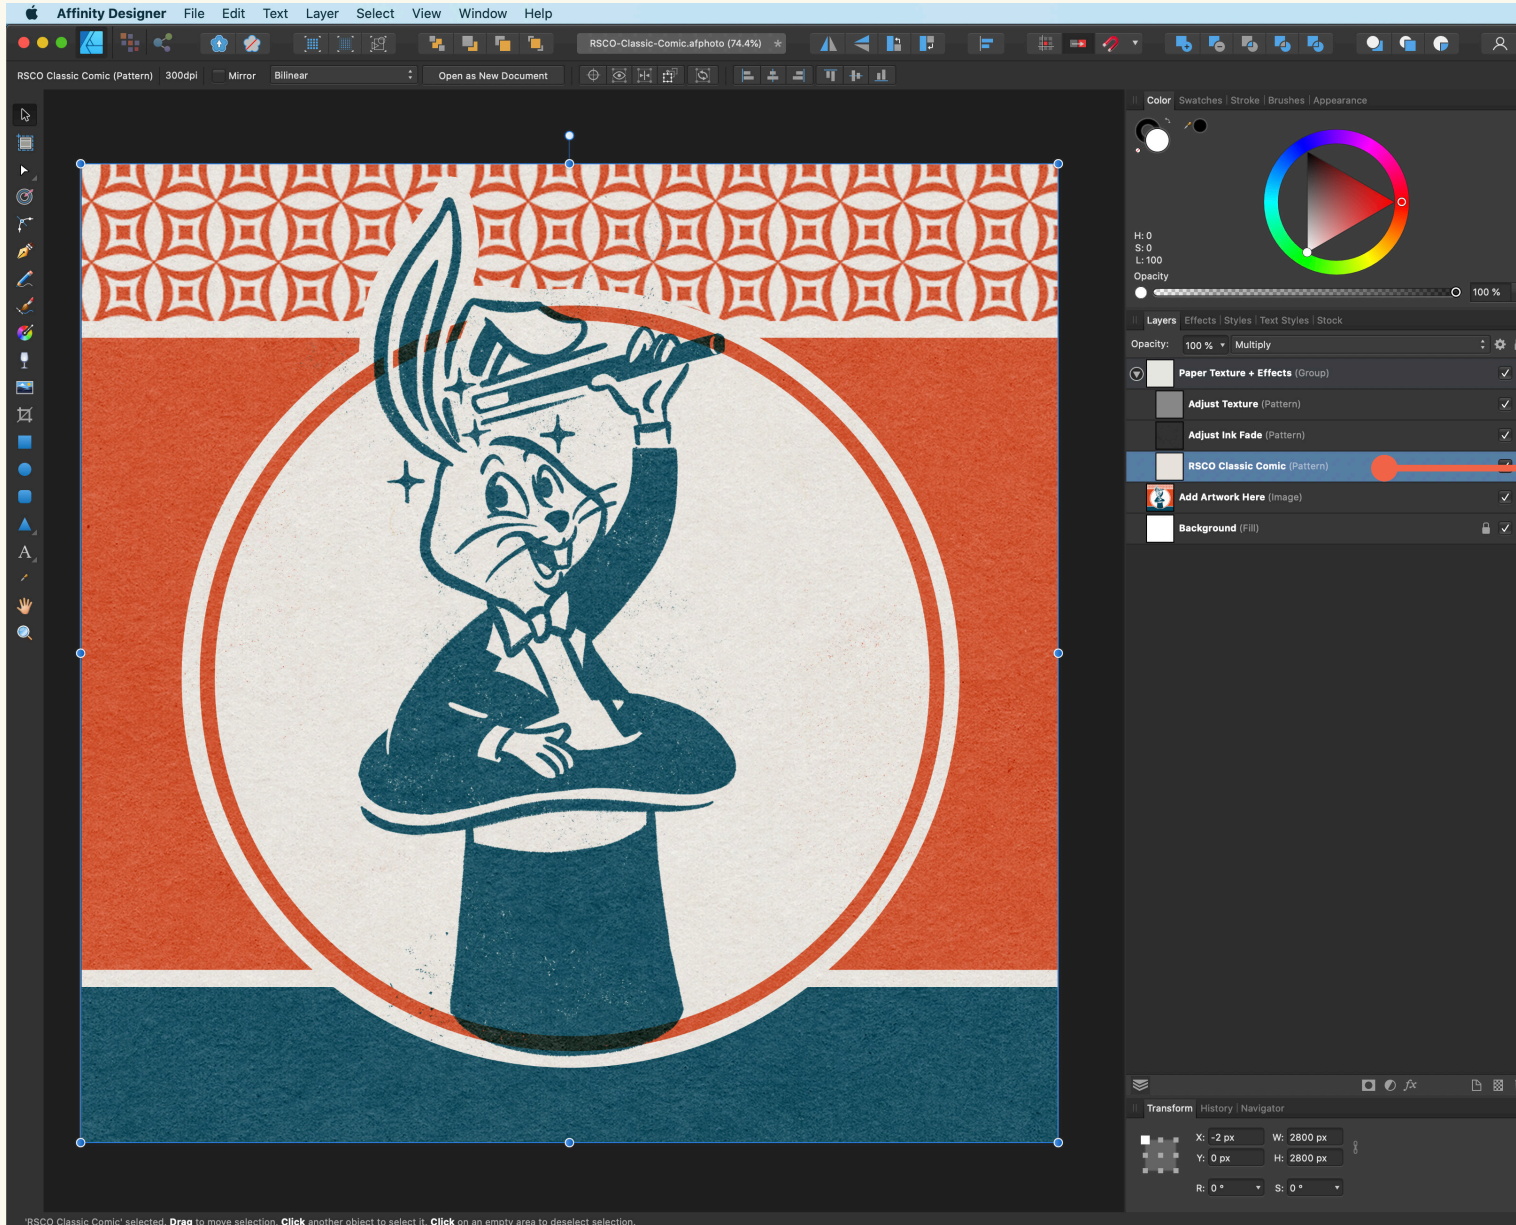 Affinity Designer File Edit Text Layer Select View Window Help
RSCO-Classic-Comic.afphoto (74.4%)
RSCO Classic Comic (Pattern) 300dpi Mirror Bilinear Open as New Document
Color Swatches Stroke Brushes Appearance
H: 0
S: 0
L: 100
Opacity
100 %
Layers Effects Styles Text Styles Stock
Opacity: 100 % Multiply
Paper Texture + Effects (Group)
Adjust Texture (Pattern)
Adjust Ink Fade (Pattern)
RSCO Classic Comic (Pattern)
Add Artwork Here (Image)
Background (Fill)
fx
Transform History Navigator
X: -2 px W: 2800 px
Y: 0 px H: 2800 px
R: 0 ° S: 0 °
'RSCO Classic Comic' selected. Drag to move selection. Click another object to select it. Click on an empty area to deselect selection.